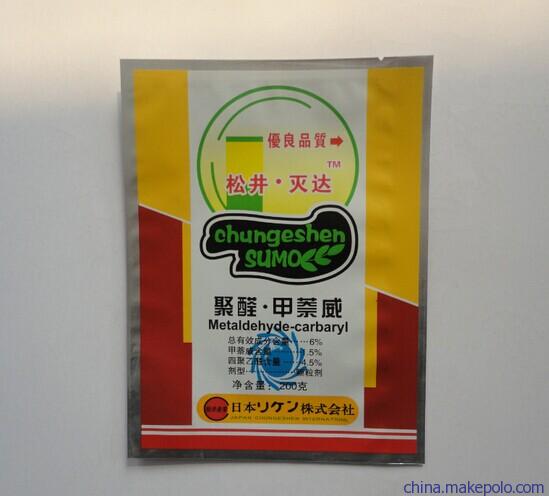 優良品質
松井·灭达 TM
chungeshen
SUMO
聚醛·甲萘威
Metaldehyde-carbaryl
总有效成分含量……6%
甲萘威含量……1.5%
四聚乙醛含量……4.5%
剂型……颗粒剂
净含量：200克
日本リケン株式会社
JAPAN CHUNGESHEN INTERNATIONAL
china.makepolo.com